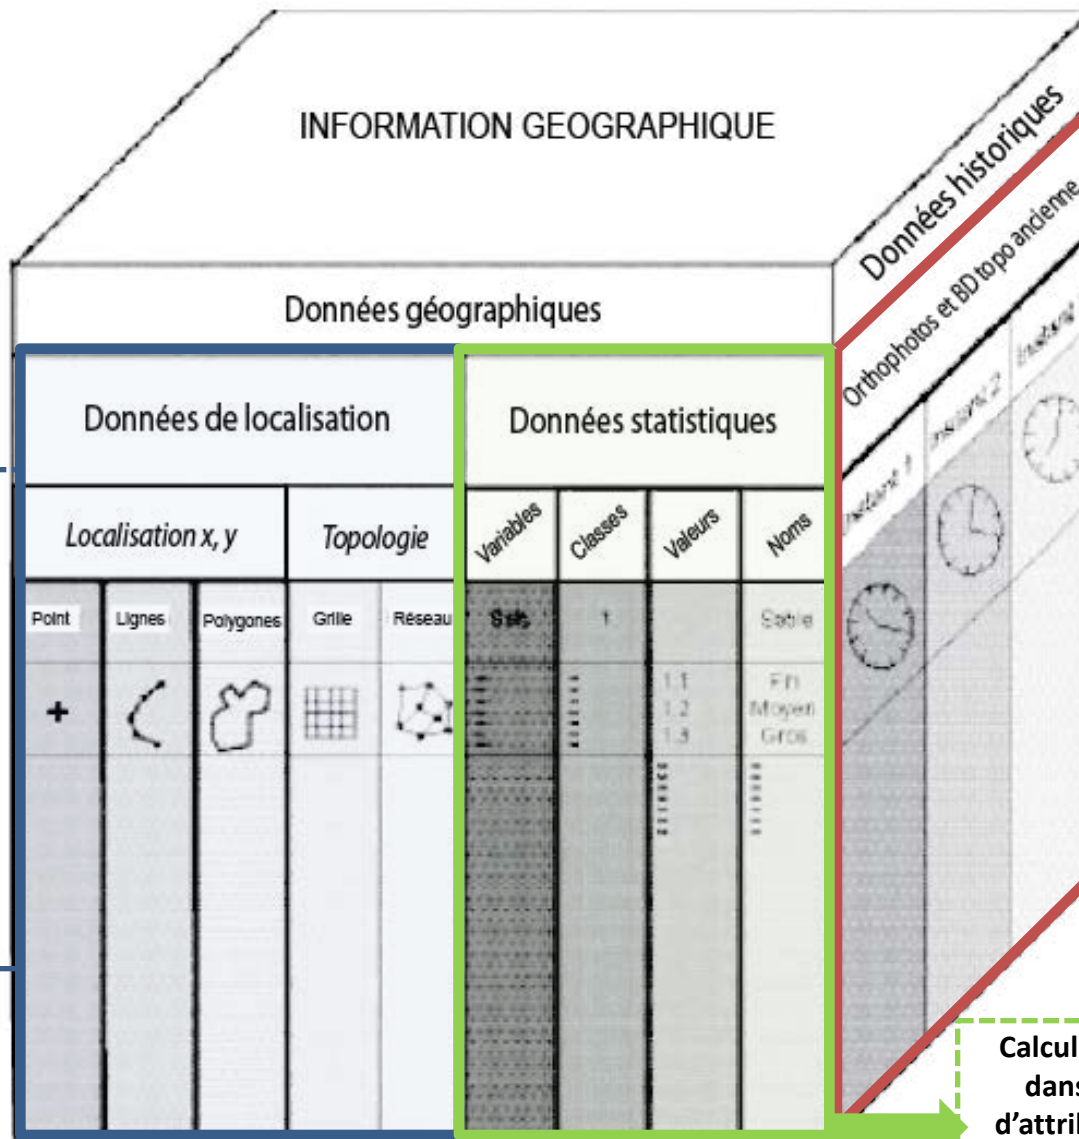 INFORMATION GEOGRAPHIQUE
Données historiques
Orthophotos et BD topo ancienne
Données géographiques
Données de localisation
Données statistiques
Instant 1
Instant 2
Instant
Localisation x, y
Topologie
Variables
Classes
Valeurs
Noms
Point
Lignes
Polygones
Grille
Réseau
1
Sable
1.1
Fin
1.2
Moyen
1.3
Gros
Calcul
dans
d'attri